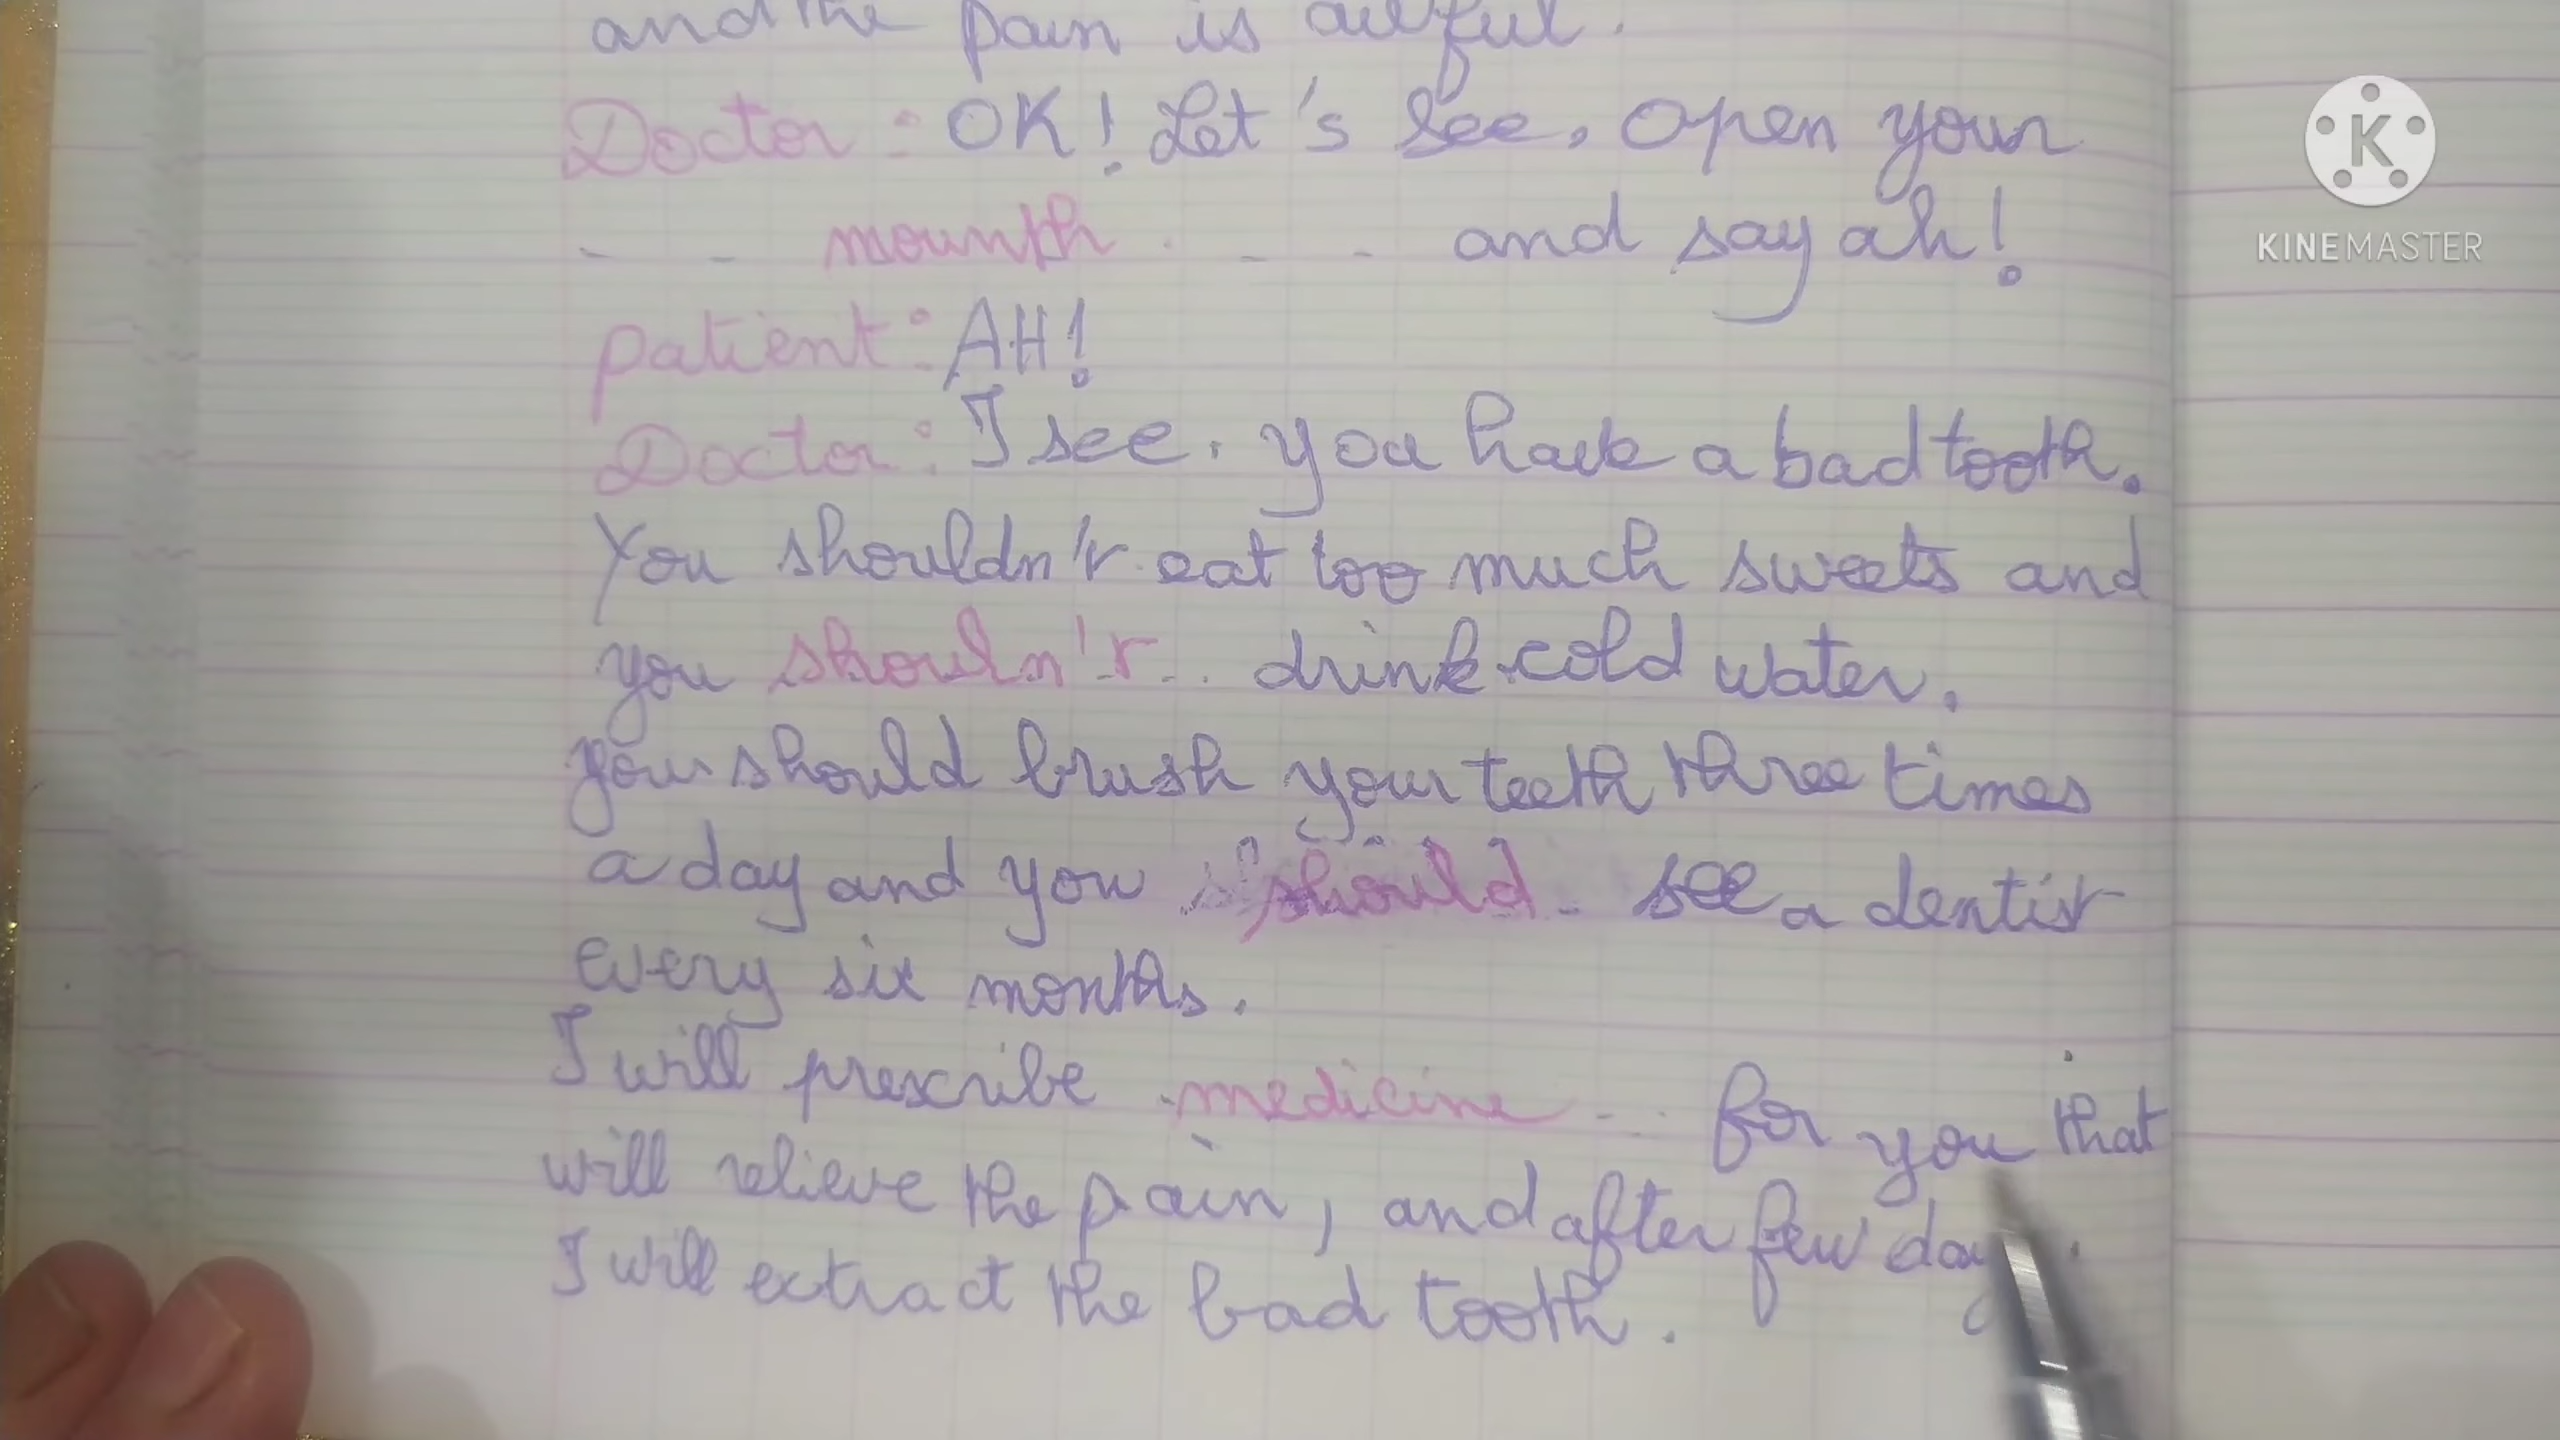 and the pain is awful.
Doctor: OK! Let's see. Open your
- - mounth - - - and say ah!
patient: AH!
Doctor: I see. you have a bad tooth.
You shouldn't eat too much sweets and
you shouln't .. drink cold water.
you should brush your teeth three times
a day and you should - see a dentist
every six months.
I will prescribe . medicine ... for you that
will relieve the pain, and after few day
I will extract the bad tooth.
K
KINEMASTER